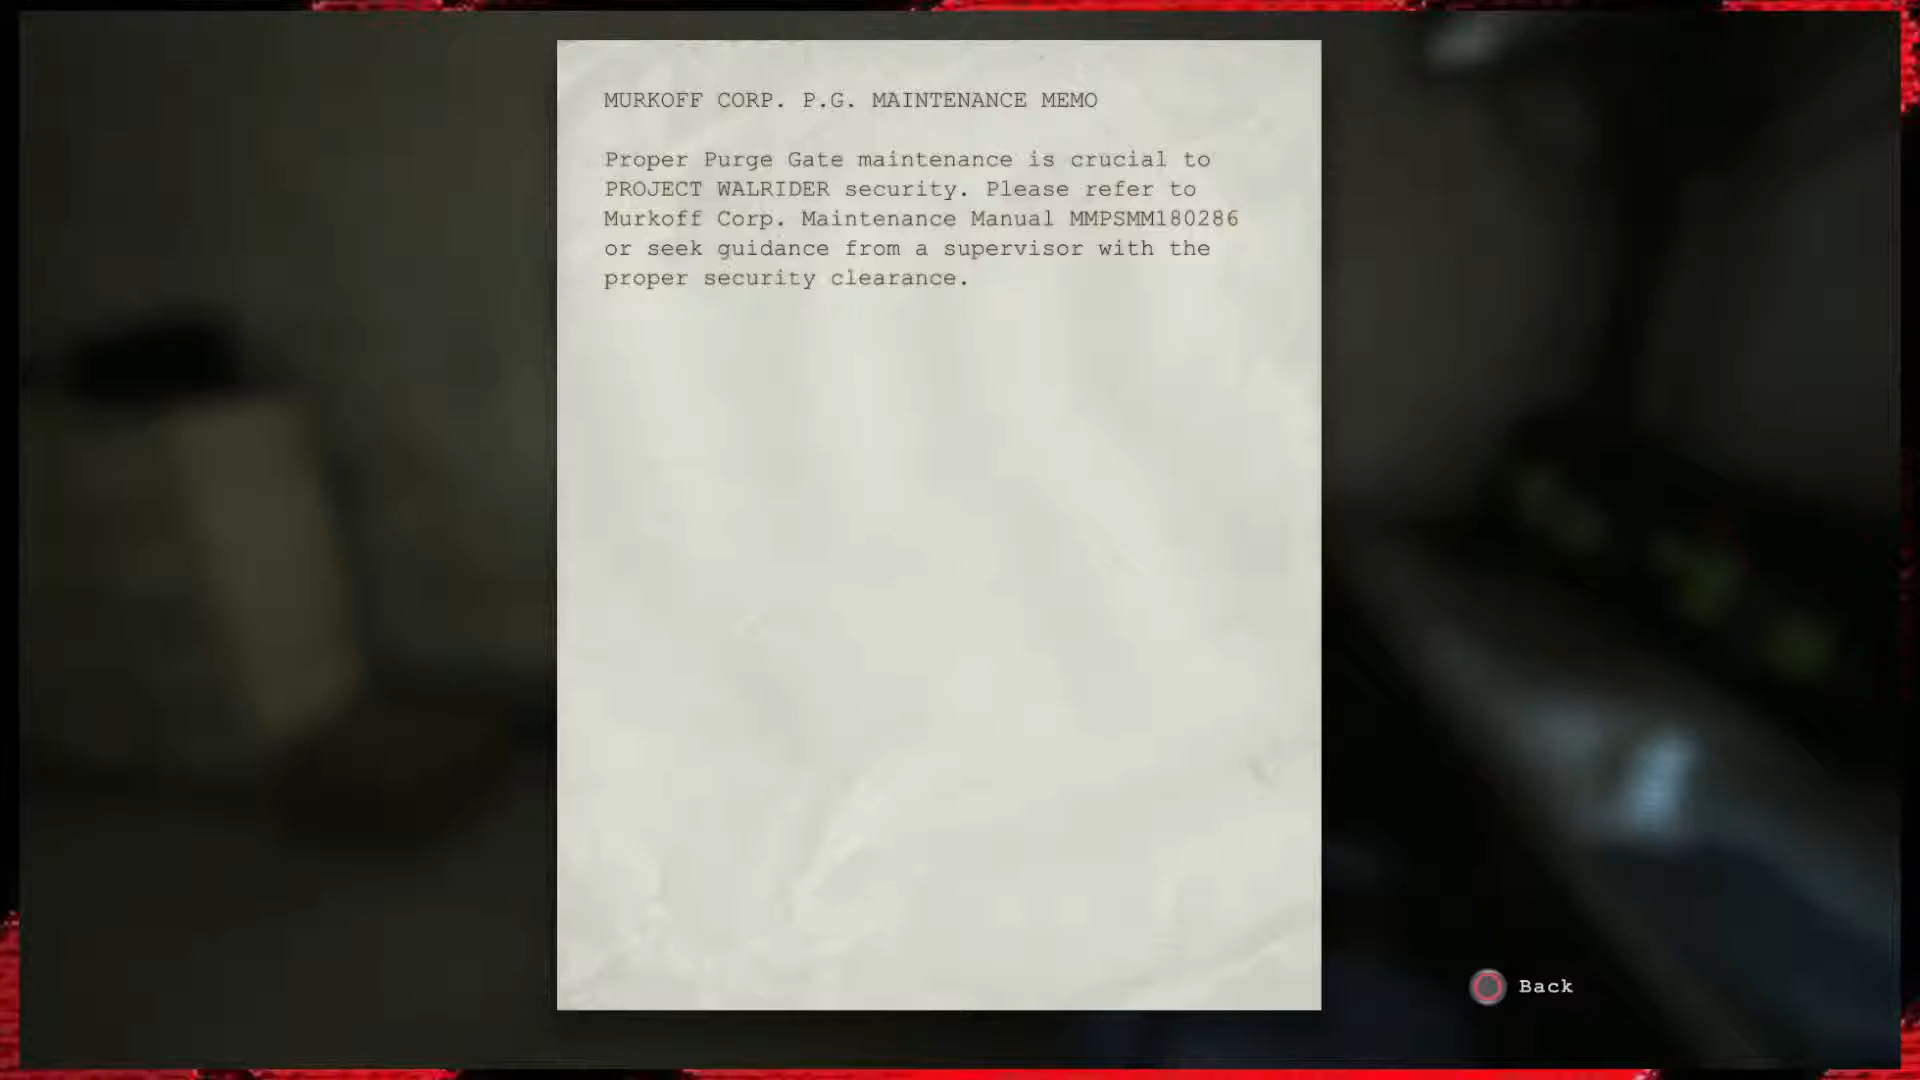 MURKOFF CORP. P.G. MAINTENANCE MEMO
Proper Purge Gate maintenance is crucial to
PROJECT WALRIDER security. Please refer to
Murkoff Corp. Maintenance Manual MMPSMM180286
or seek guidance from a supervisor with the
proper security clearance.
Back